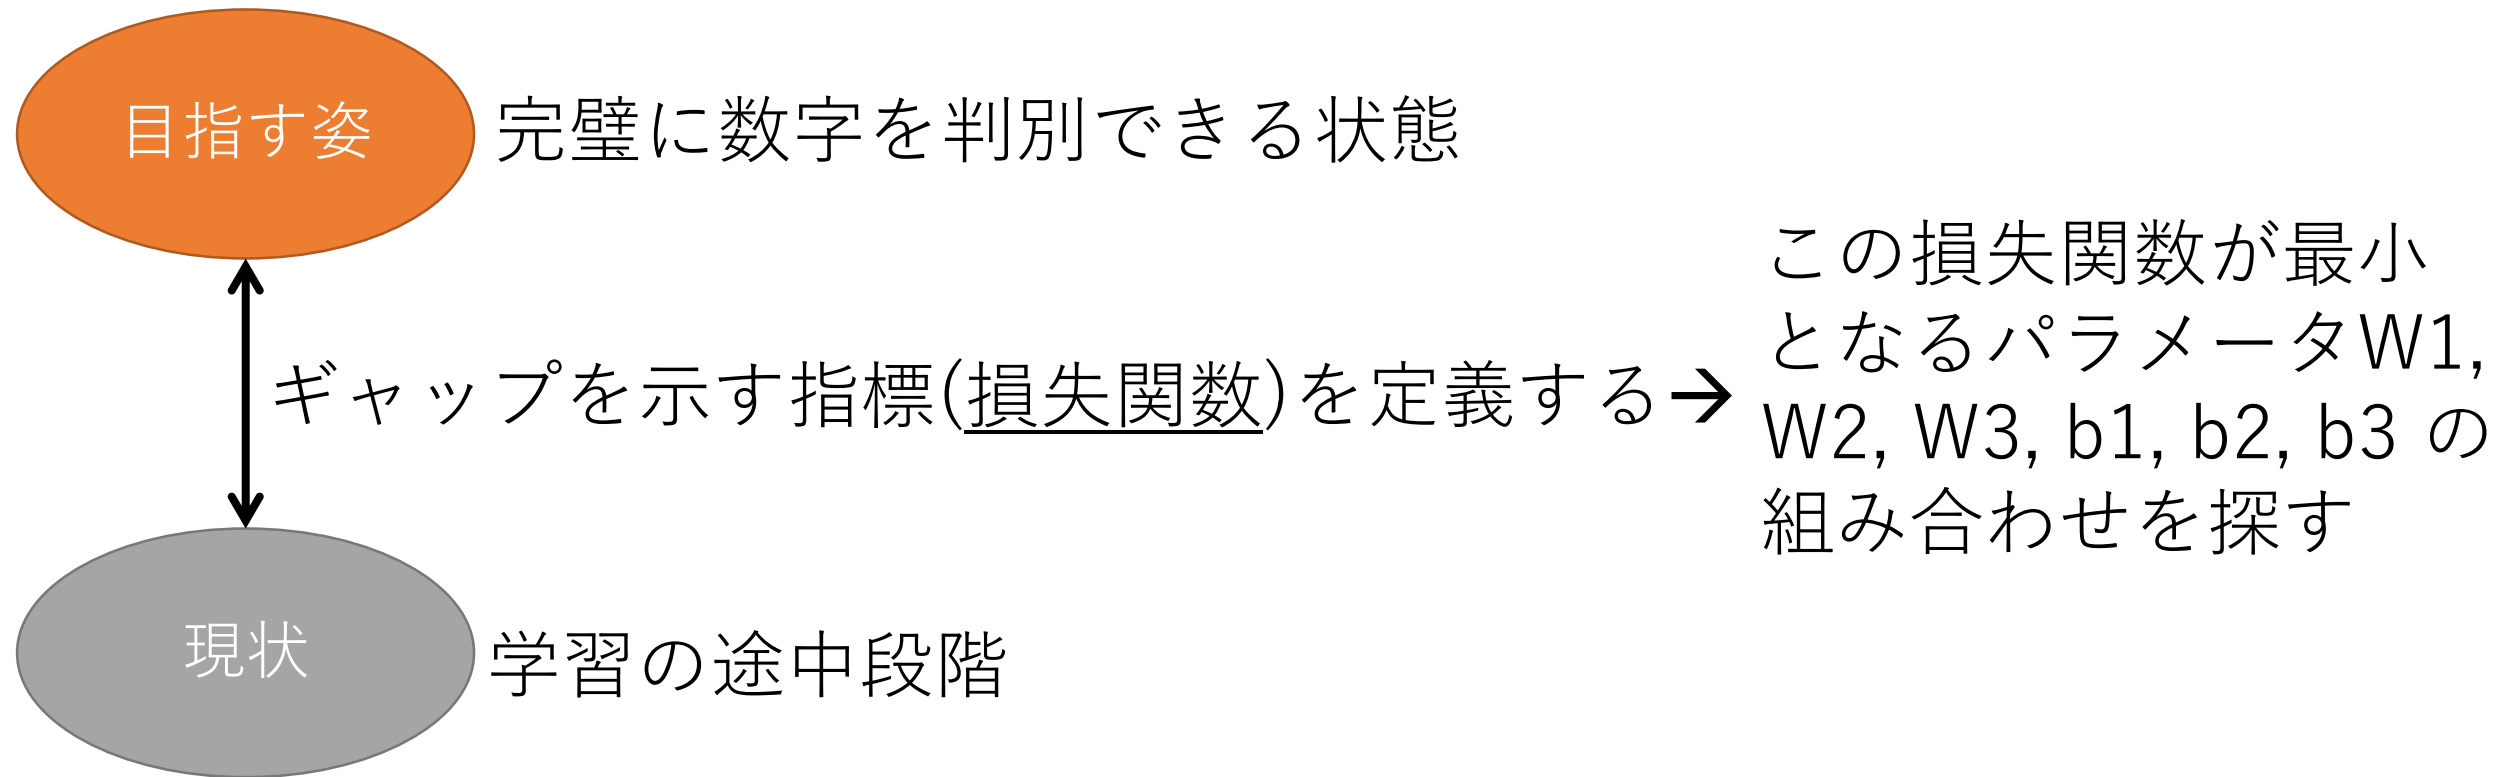 目指す姿
完璧に数字を判別できる状態
ギャップを示す指標(損失関数)を定義する
この損失関数が最小
となるパラメータW1,
W2, W3, b1, b2, b3 の
組み合わせを探す
現状
学習の途中段階